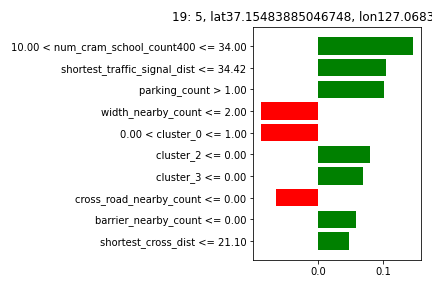 19: 5, lat37.15483885046748, lon127.0683
10.00 < num_cram_school_count400 <= 34.00
shortest_traffic_signal_dist <= 34.42
parking_count > 1.00
width_nearby_count <= 2.00
0.00 < cluster_0 <= 1.00
cluster_2 <= 0.00
cluster_3 <= 0.00
cross_road_nearby_count <= 0.00
barrier_nearby_count <= 0.00
shortest_cross_dist <= 21.10
0.0 0.1